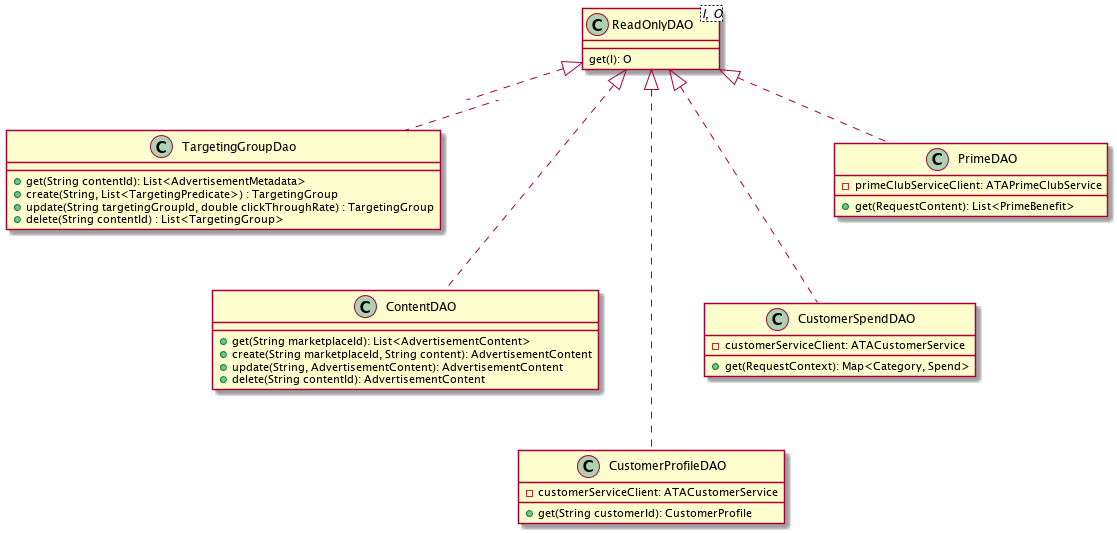 C ReadOnlyDAO I, O
get(I): O
C TargetingGroupDao
get(String contentId): List<AdvertisementMetadata>
create(String, List<TargetingPredicate>) : TargetingGroup
update(String targetingGroupId, double clickThroughRate) : TargetingGroup
delete(String contentId) : List<TargetingGroup>
C PrimeDAO
primeClubServiceClient: ATAPrimeClubService
get(RequestContent): List<PrimeBenefit>
C ContentDAO
get(String marketplaceId): List<AdvertisementContent>
create(String marketplaceId, String content): AdvertisementContent
update(String, AdvertisementContent): AdvertisementContent
delete(String contentId): AdvertisementContent
C CustomerSpendDAO
customerServiceClient: ATACustomerService
get(RequestContext): Map<Category, Spend>
C CustomerProfileDAO
customerServiceClient: ATACustomerService
get(String customerId): CustomerProfile